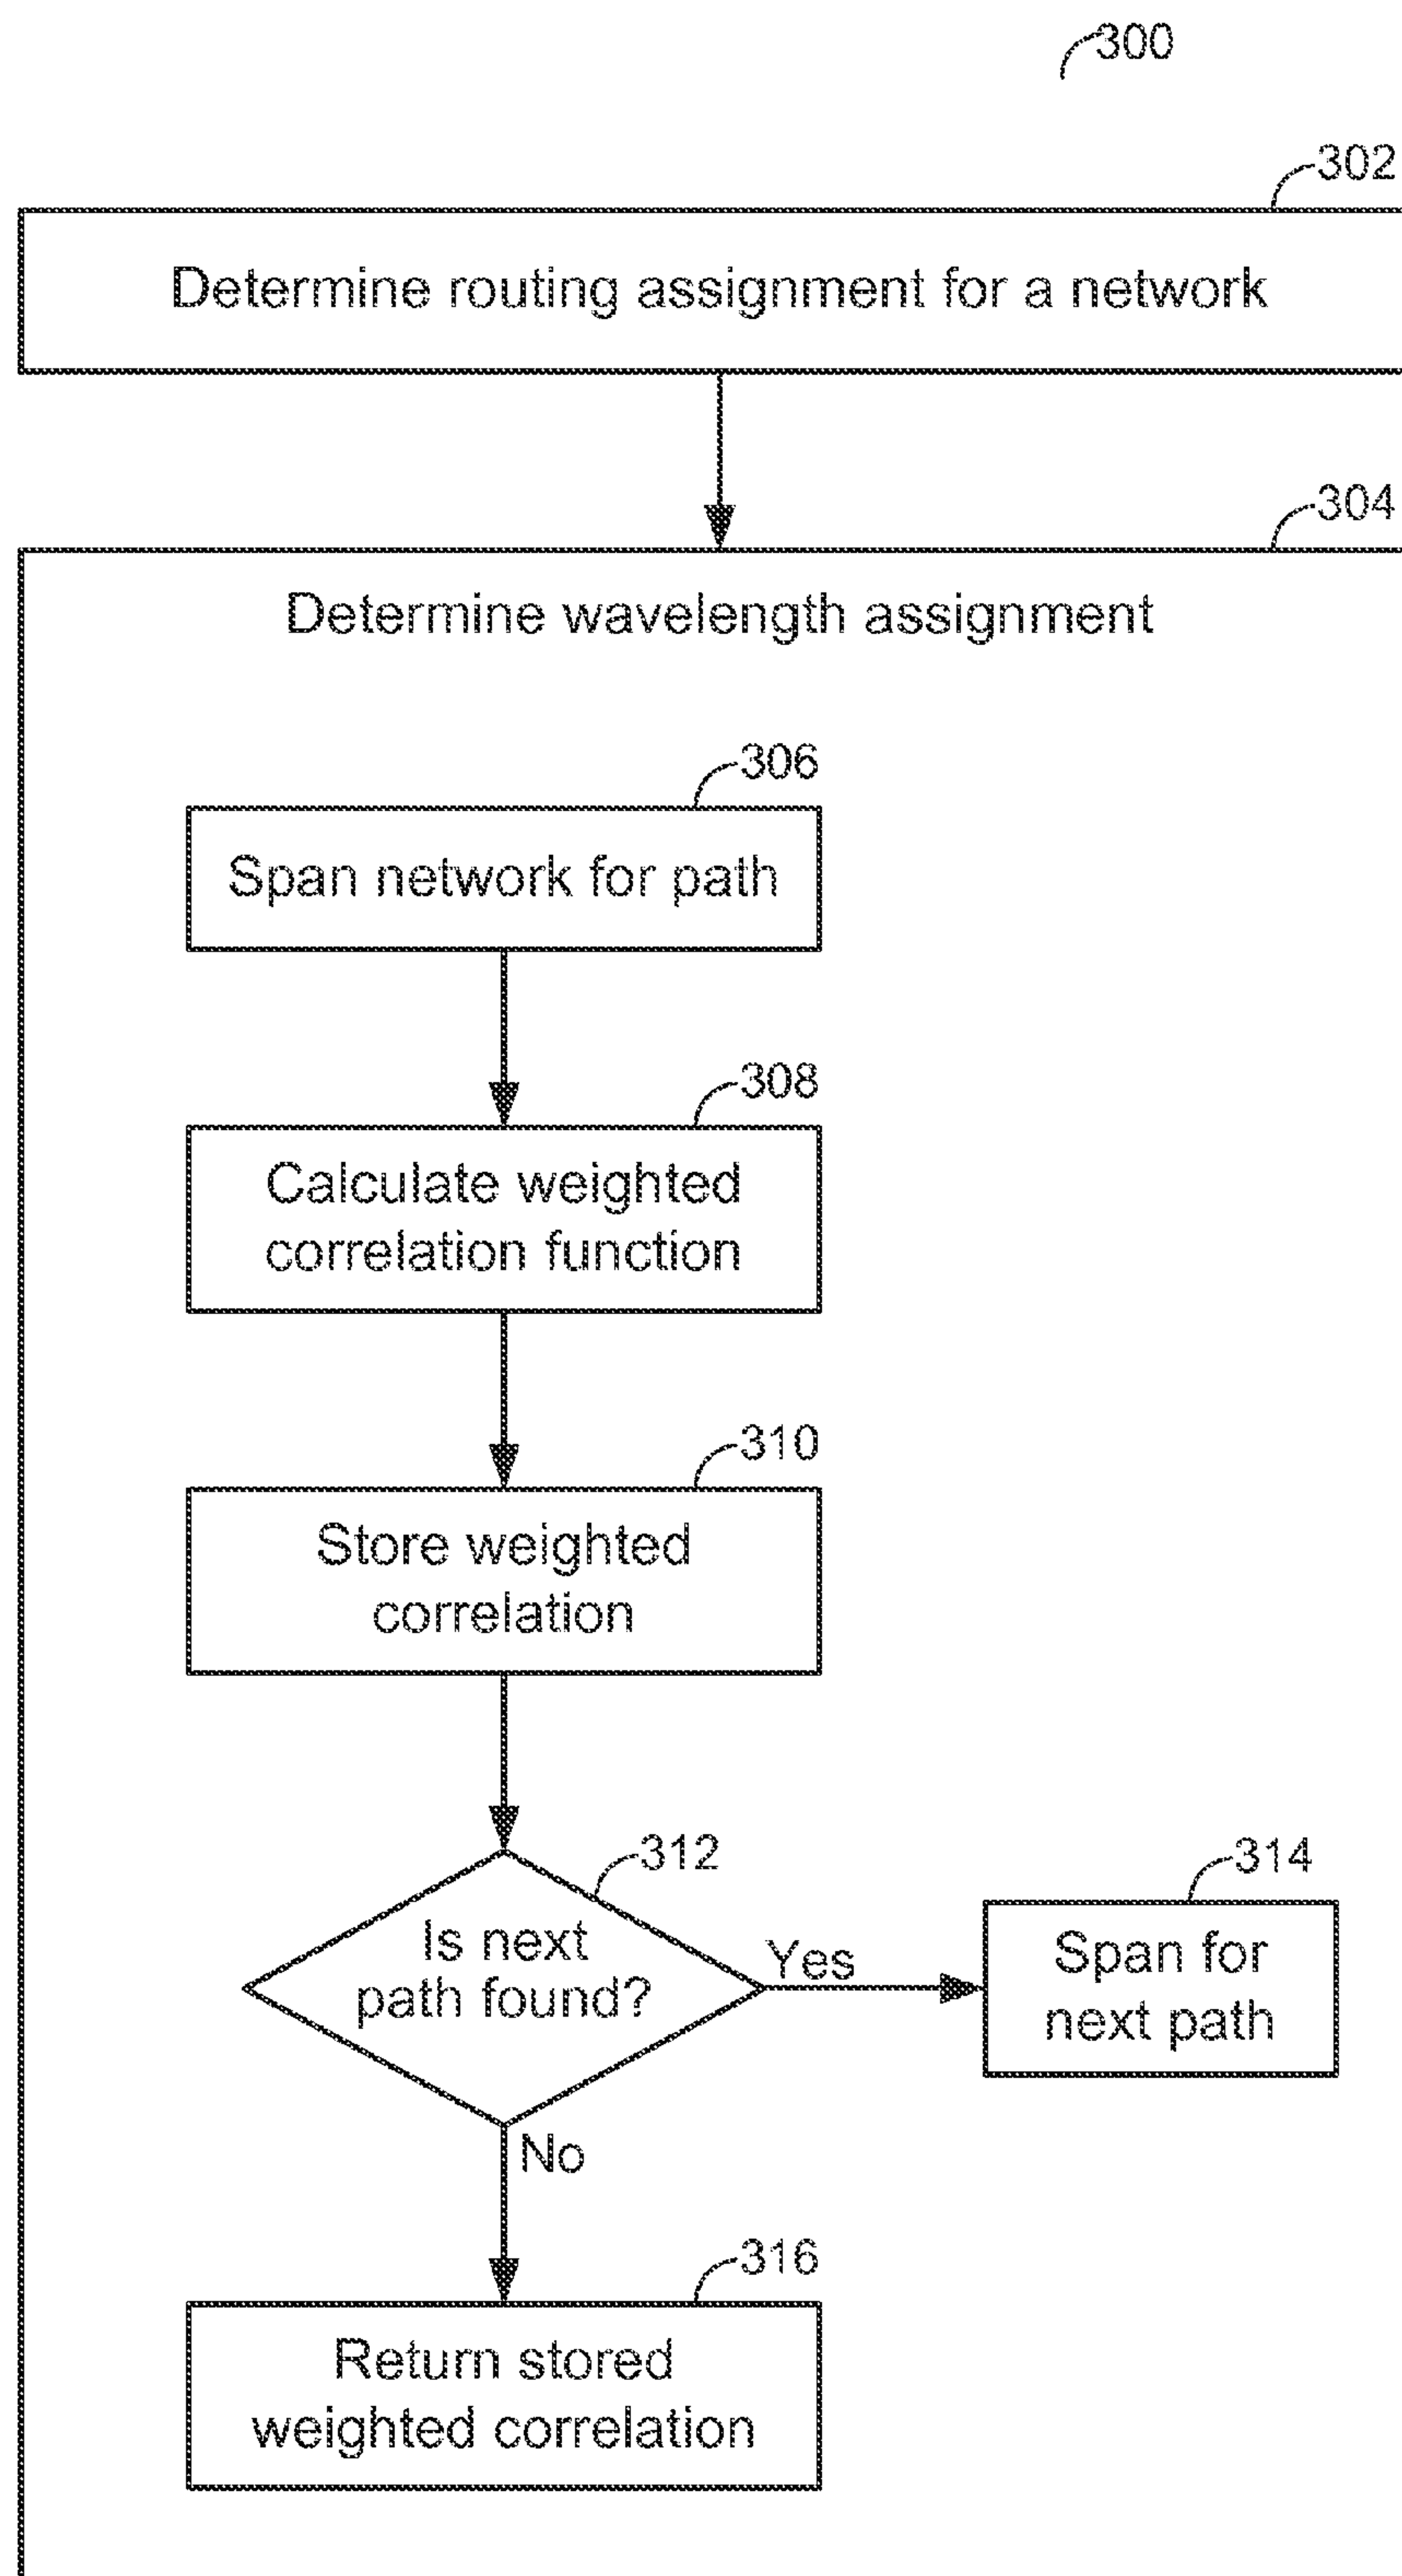 300
302
Determine routing assignment for a network
304
Determine wavelength assignment
306
Span network for path
308
Calculate weighted
correlation function
310
Store weighted
correlation
312
Is next
path found?
Yes
314
Span for
next path
No
316
Return stored
weighted correlation